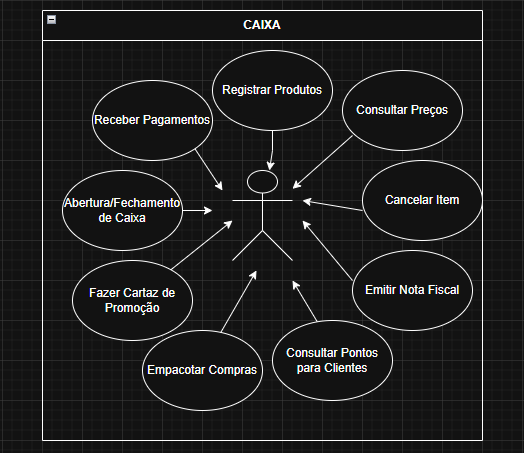 CAIXA
Registrar Produtos
Receber Pagamentos
Consultar Preços
Abertura/Fechamento
de Caixa
Cancelar Item
Fazer Cartaz de
Promoção
Emitir Nota Fiscal
Empacotar Compras
Consultar Pontos
para Clientes